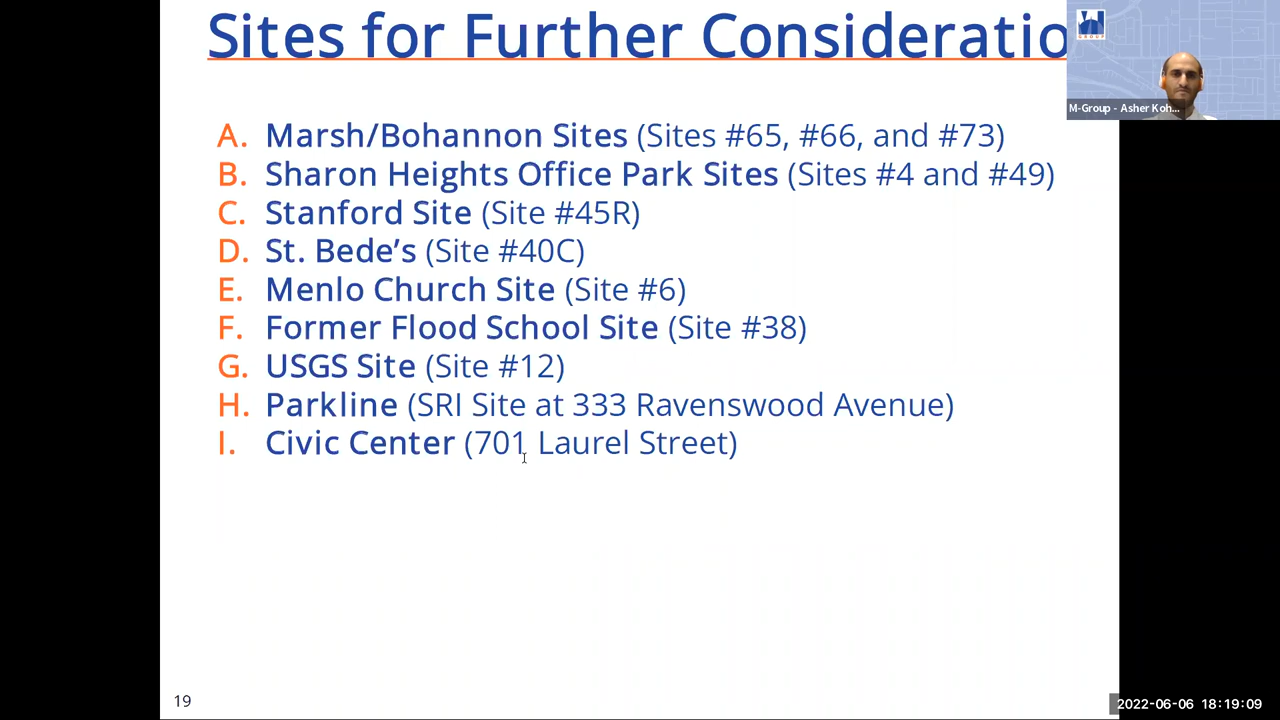 Sites for Further Consideratio
M-Group - Asher Koh...
GROUP
A. Marsh/Bohannon Sites (Sites #65, #66, and #73)
B. Sharon Heights Office Park Sites (Sites #4 and #49)
C. Stanford Site (Site #45R)
D. St. Bede’s (Site #40C)
E. Menlo Church Site (Site #6)
F. Former Flood School Site (Site #38)
G. USGS Site (Site #12)
H. Parkline (SRI Site at 333 Ravenswood Avenue)
I. Civic Center (701 Laurel Street)
19
2022-06-06 18:19:09